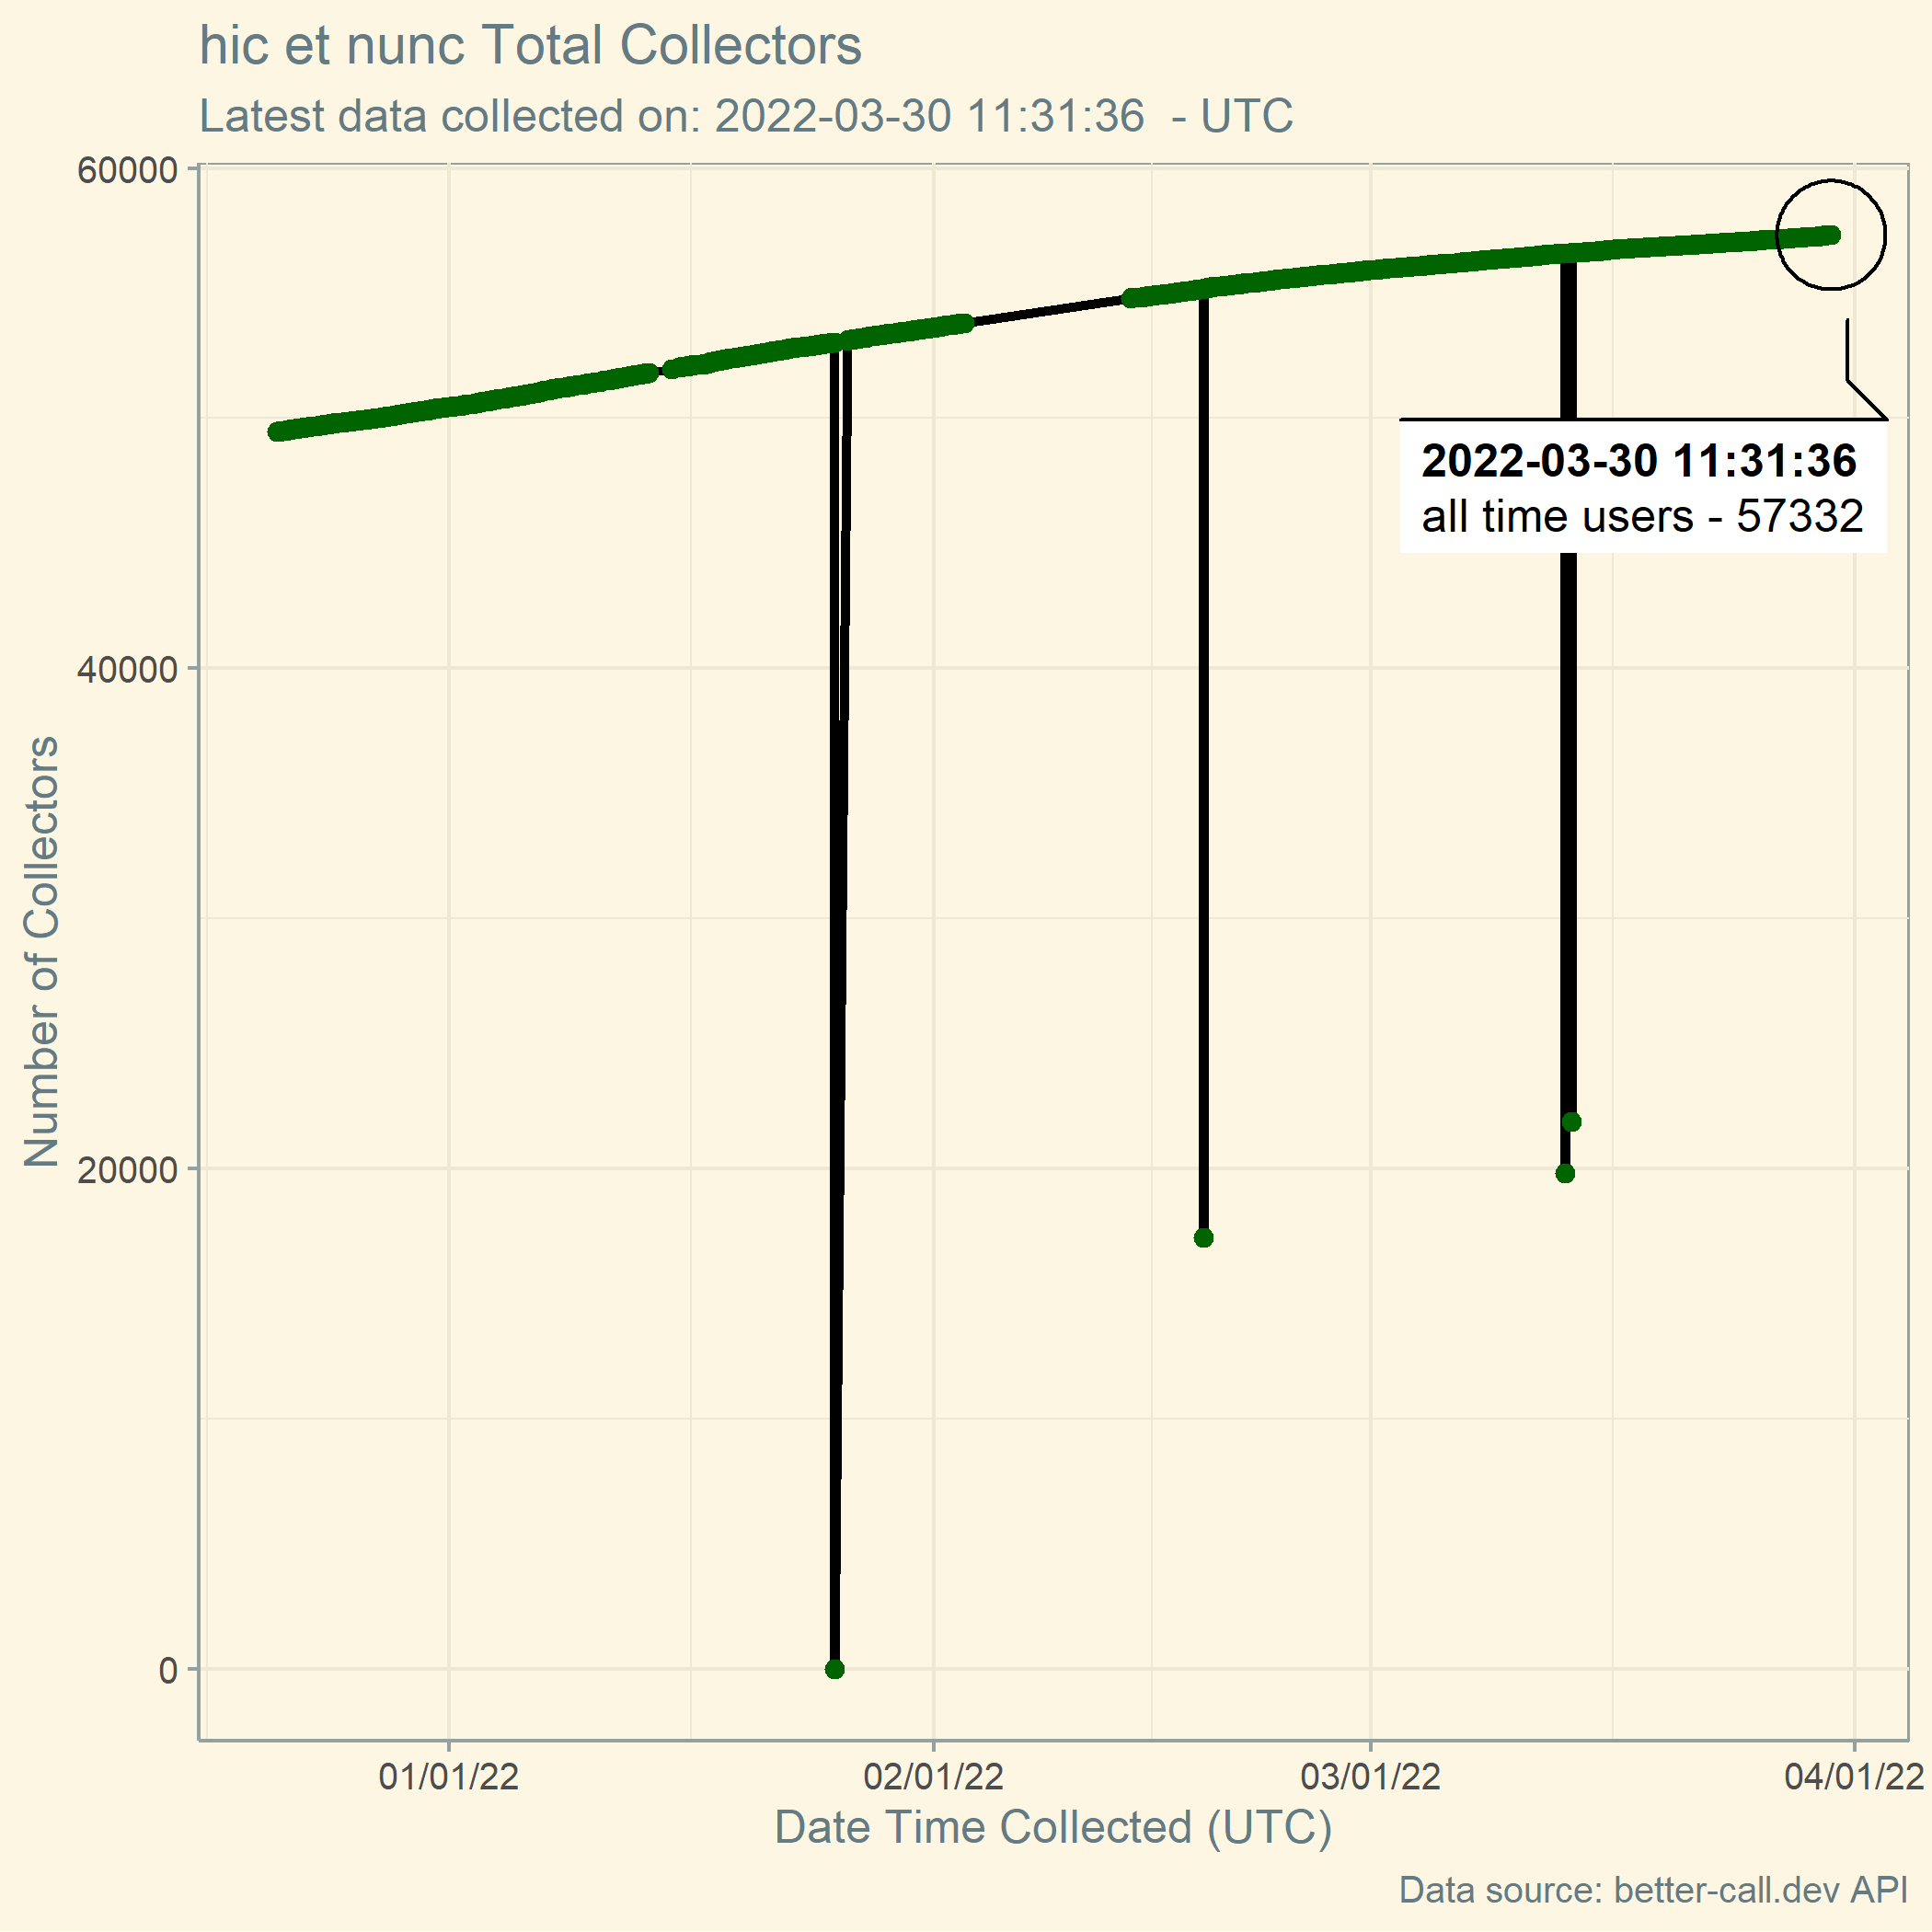 hic et nunc Total Collectors
Latest data collected on: 2022-03-30 11:31:36  - UTC
60000
40000
20000
0
Number of Collectors
2022-03-30 11:31:36
all time users - 57332
01/01/22
02/01/22
03/01/22
04/01/22
Date Time Collected (UTC)
Data source: better-call.dev API